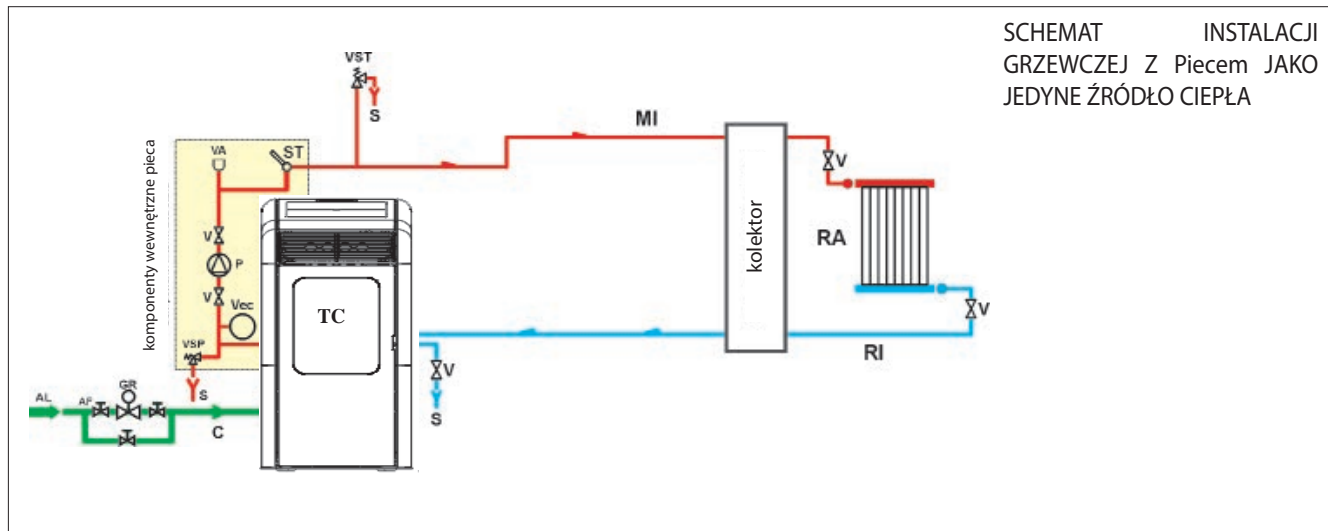 SCHEMAT INSTALACJI
GRZEWCZEJ Z Piecem JAKO
JEDYNE ŹRÓDŁO CIEPŁA
VST
S
MI
VA
ST
komponenty wewnętrzne pieca
V
P
V
Vec
VSP
S
TC
kolektor
V
RA
V
RI
V
S
AL
AF
GR
C